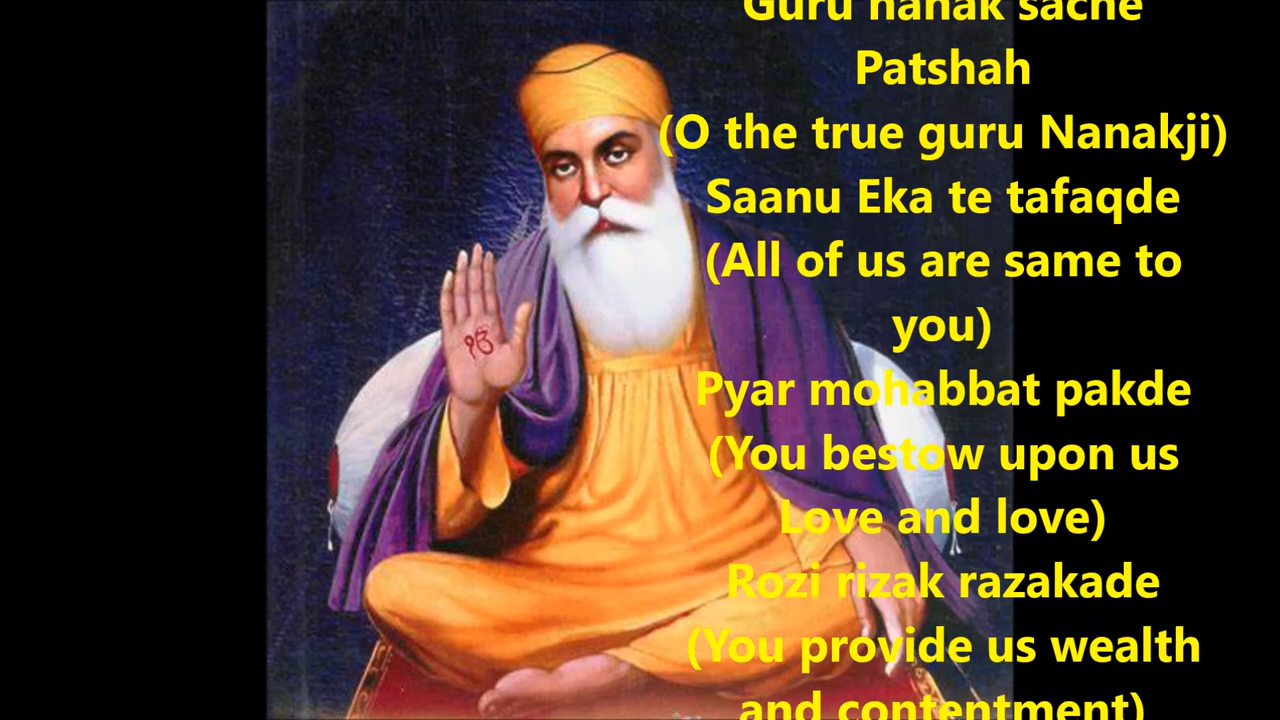 Guru nanak sache
Patshah
(O the true guru Nanakji)
Saanu Eka te tafaqde
(All of us are same to
you)
Pyar mohabbat pakde
(You bestow upon us
Love and love)
Rozi rizak razakade
(You provide us wealth
and contentment)
ੴ